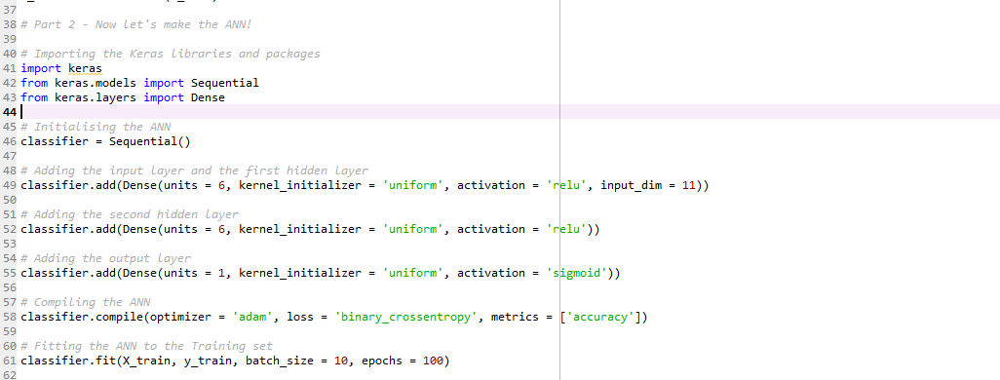 37
38 # Part 2 - Now let's make the ANN!
39
40 # Importing the Keras libraries and packages
41 import keras
42 from keras.models import Sequential
43 from keras.layers import Dense
44
45 # Initialising the ANN
46 classifier = Sequential()
47
48 # Adding the input layer and the first hidden layer
49 classifier.add(Dense(units = 6, kernel_initializer = 'uniform', activation = 'relu', input_dim = 11))
50
51 # Adding the second hidden layer
52 classifier.add(Dense(units = 6, kernel_initializer = 'uniform', activation = 'relu'))
53
54 # Adding the output layer
55 classifier.add(Dense(units = 1, kernel_initializer = 'uniform', activation = 'sigmoid'))
56
57 # Compiling the ANN
58 classifier.compile(optimizer = 'adam', loss = 'binary_crossentropy', metrics = ['accuracy'])
59
60 # Fitting the ANN to the Training set
61 classifier.fit(X_train, y_train, batch_size = 10, epochs = 100)
62